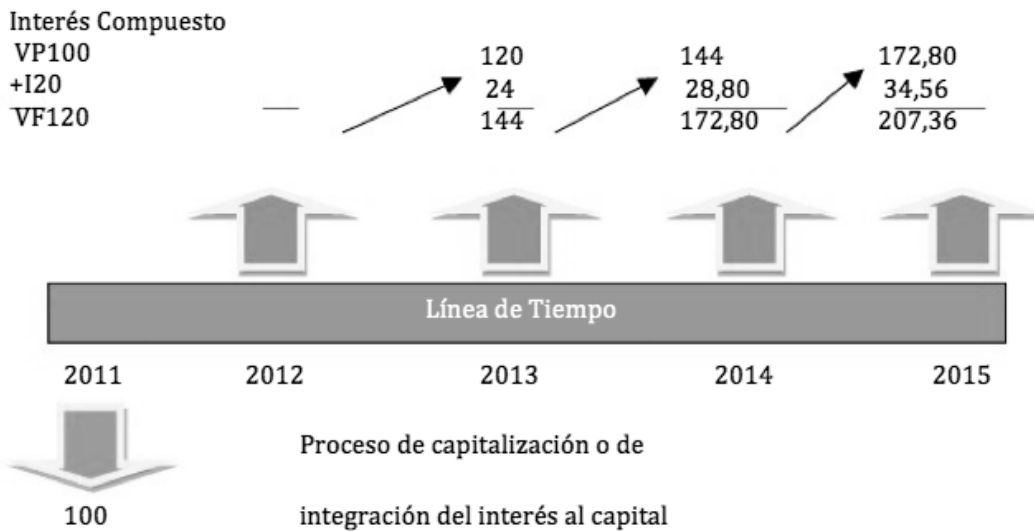 Interés Compuesto
VP100 120 144 172,80
+I20 24 28,80 34,56
VF120 144 172,80 207,36
Línea de Tiempo
2011 2012 2013 2014 2015
Proceso de capitalización o de
100 integración del interés al capital